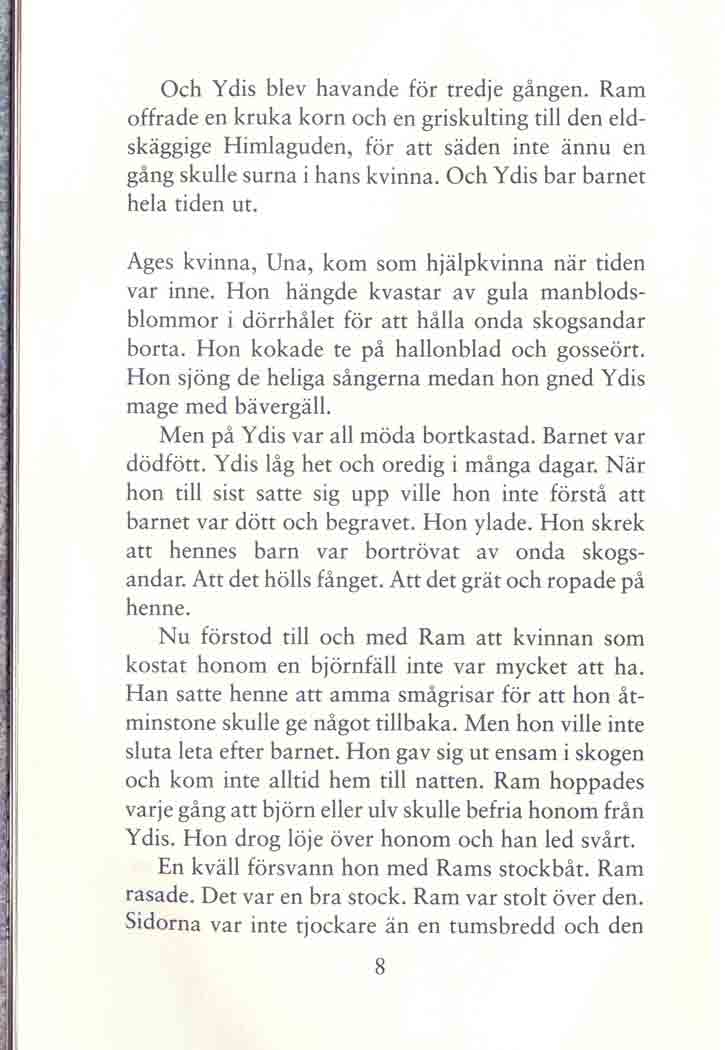 Och Ydis blev havande för tredje gången. Ram
offrade en kruka korn och en griskulting till den eld-
skäggige Himlaguden, för att säden inte ännu en
gång skulle surna i hans kvinna. Och Ydis bar barnet
hela tiden ut.
Ages kvinna, Una, kom som hjälpkvinna när tiden
var inne. Hon hängde kvastar av gula manblods-
blommor i dörrhålet för att hålla onda skogsandar
borta. Hon kokade te på hallonblad och gosseört.
Hon sjöng de heliga sångerna medan hon gned Ydis
mage med bävergäll.
Men på Ydis var all möda bortkastad. Barnet var
dödfött. Ydis låg het och oredig i många dagar. När
hon till sist satte sig upp ville hon inte förstå att
barnet var dött och begravet. Hon ylade. Hon skrek
att hennes barn var bortrövat av onda skogs-
andar. Att det hölls fånget. Att det grät och ropade på
henne.
Nu förstod till och med Ram att kvinnan som
kostat honom en björnfäll inte var mycket att ha.
Han satte henne att amma smågrisar för att hon åt-
minstone skulle ge något tillbaka. Men hon ville inte
sluta leta efter barnet. Hon gav sig ut ensam i skogen
och kom inte alltid hem till natten. Ram hoppades
varje gång att björn eller ulv skulle befria honom från
Ydis. Hon drog löje över honom och han led svårt.
En kväll försvann hon med Rams stockbåt. Ram
rasade. Det var en bra stock. Ram var stolt över den.
Sidorna var inte tjockare än en tumsbredd och den
8